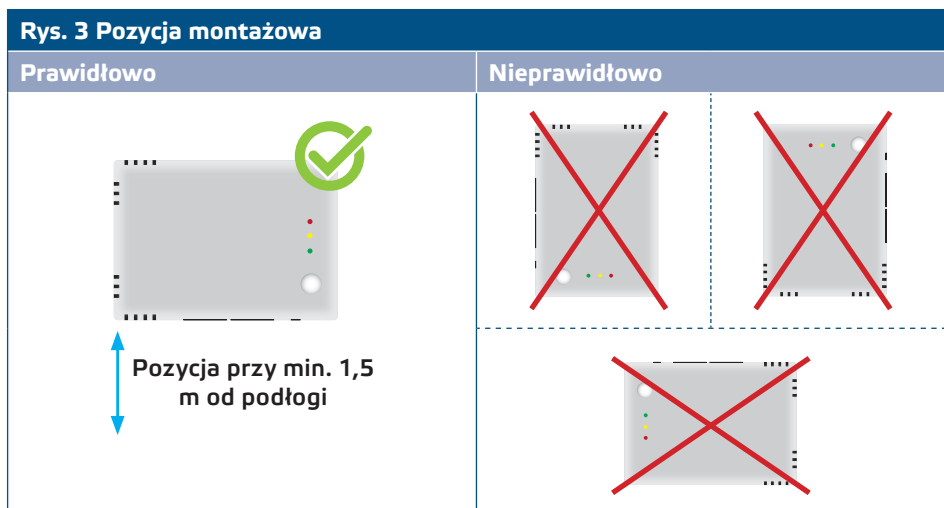 Rys. 3 Pozycja montażowa
Prawidłowo
Nieprawidłowo
Pozycja przy min. 1,5
m od podłogi